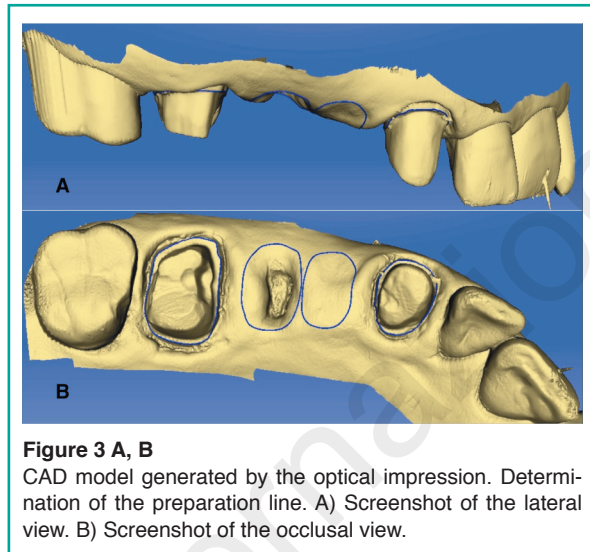 A
B
Figure 3 A, B
CAD model generated by the optical impression. Determi-
nation of the preparation line. A) Screenshot of the lateral
view. B) Screenshot of the occlusal view.